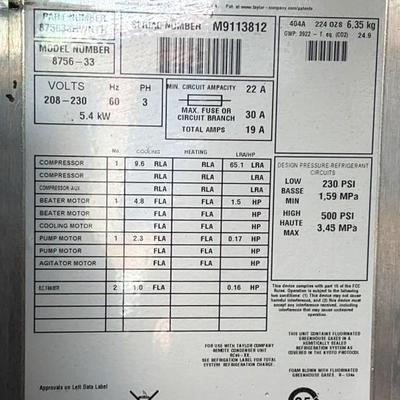 Pat. at www.taylor-company.com/patents
PART NUMBER
SERIAL NUMBER M9113812
404A 224 OZS 6,35 kg
GWP: 3922 - T. eq. (CO2) 24.9
MODEL NUMBER
8756-33
VOLTS Hz PH
208-230 60 3
5.4 kW
MIN. CIRCUIT AMPACITY 22 A
MAX. FUSE OR
CIRCUIT BRANCH 30 A
TOTAL AMPS 19 A
No. COOLING HEATING LRA/HP
COMPRESSOR 1 9.6 RLA RLA 65.1 LRA
COMPRESSOR RLA RLA LRA
COMPRESSOR-AUX RLA RLA LRA
BEATER MOTOR 1 4.8 FLA FLA 1.5 HP
BEATER MOTOR FLA FLA HP
COOLING MOTOR FLA FLA HP
PUMP MOTOR 1 2.3 FLA FLA 0.17 HP
PUMP MOTOR FLA FLA HP
AGITATOR MOTOR FLA FLA HP
2 1.0 FLA 0.16 HP
DESIGN PRESSURE-REFRIGERANT
CIRCUITS
LOW
BASSE
MIN
230 PSI
1,59 MPa
HIGH
HAUTE
MAX
500 PSI
3,45 MPa
This device complies with part 15 of the FCC
Rules. Operation is subject to the following
two conditions: (1) This device may not cause
harmful interference, and (2) this device must
accept any interference received, including
interference that may cause undesired
operation.
THIS UNIT CONTAINS FLUORINATED
GREENHOUSE GASES IN A
HERMETICALLY SEALED
REFRIGERATION SYSTEM AS
COVERED BY THE KYOTO PROTOCOL.
FOAM BLOWN WITH FLUORINATED
GREENHOUSE GASES
FOR USE WITH TAYLOR COMPANY
REMOTE CONDENSER UNIT
SEE REFRIGERATION LABEL FOR TOTAL
REFRIGERATION SYSTEM CHARGE.
Approvals on Left Data Label